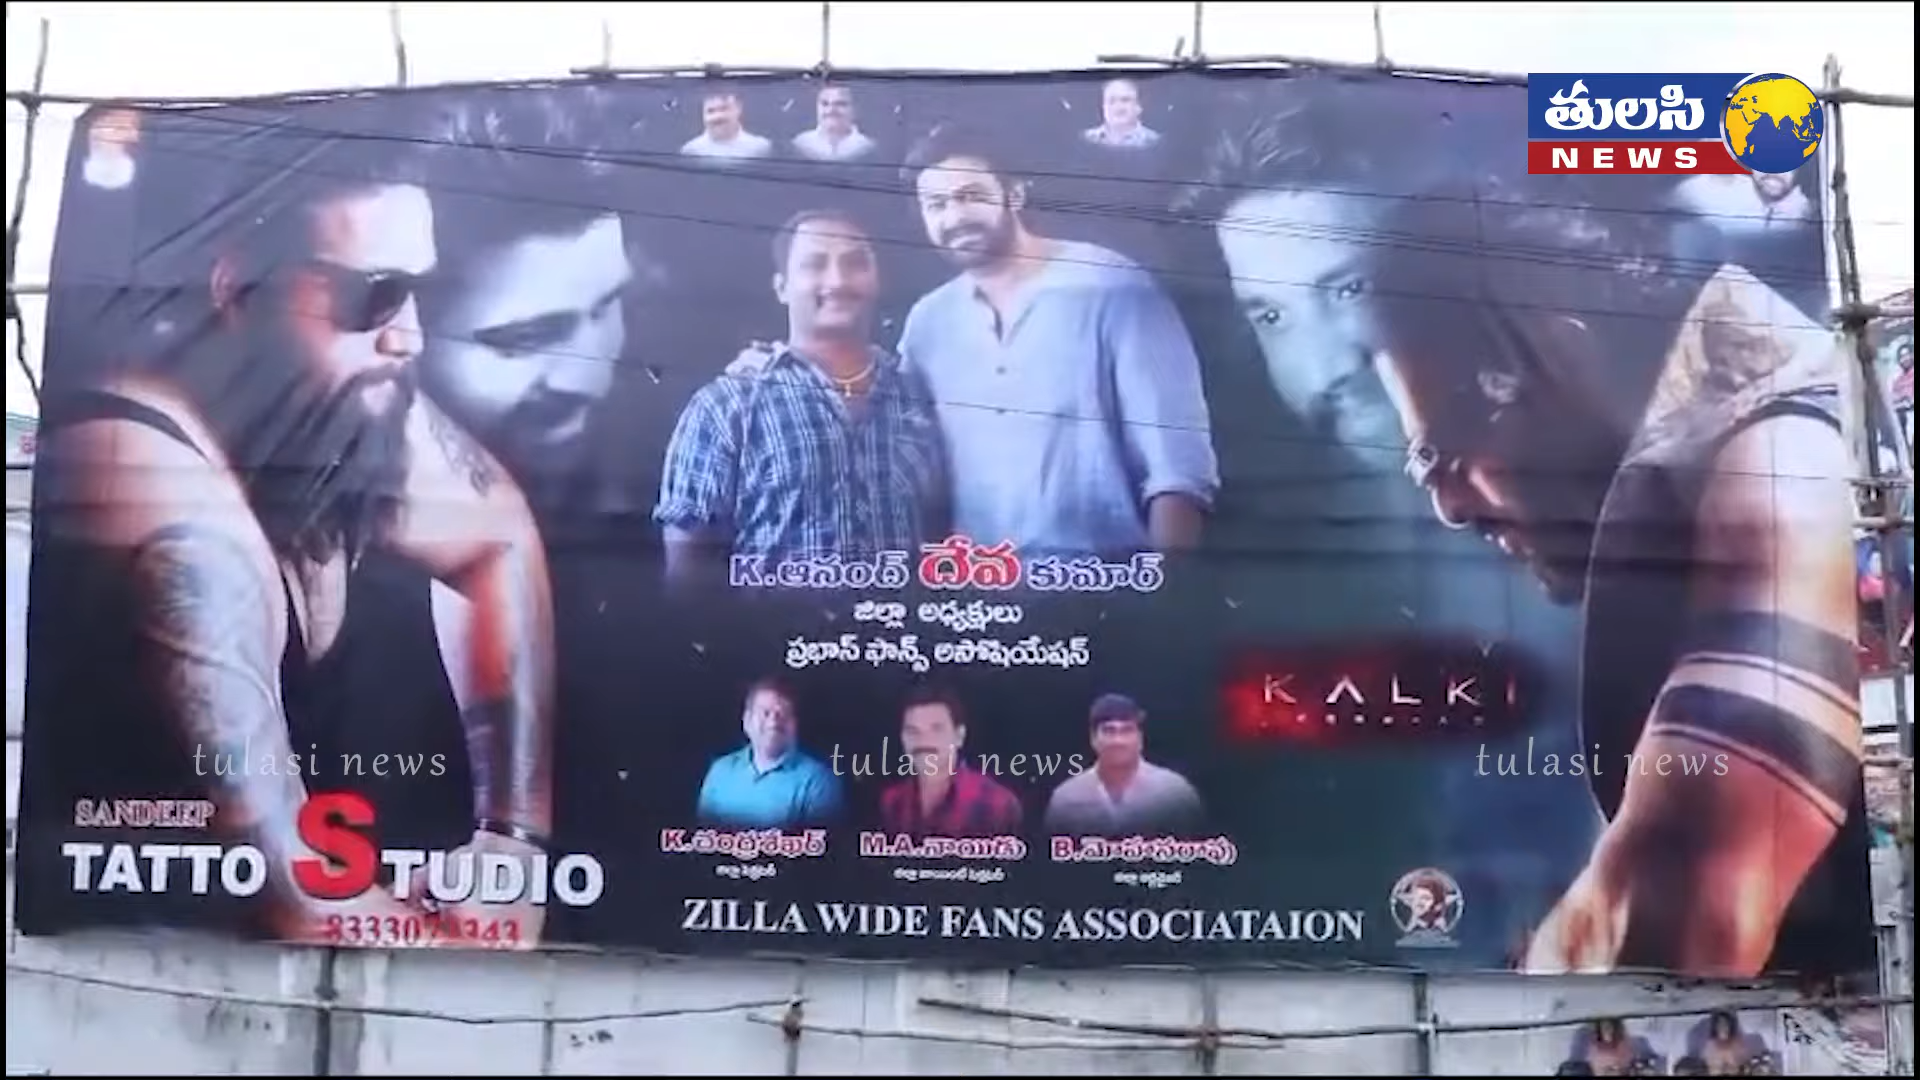 తులసి
NEWS
K.ఆనంద్ దేవ కుమార్
జిల్లా అధ్యక్షులు
ప్రభాస్ ఫాన్స్ అసోషియేషన్
KALKI
tulasi news tulasi news tulasi news
SANDEEP
TATTO STUDIO
K.చంద్రశేఖర్ M.A.నాయుడు B.మోహనరావు
ZILLA WIDE FANS ASSOCIATAION